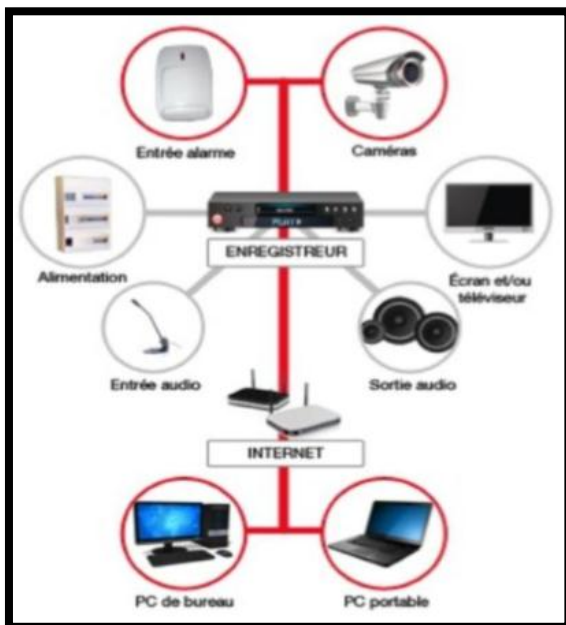 Entrée alarme
Caméras
ENREGISTREUR
Alimentation
Écran et/ou
téléviseur
Entrée audio
Sortie audio
INTERNET
PC de bureau
PC portable